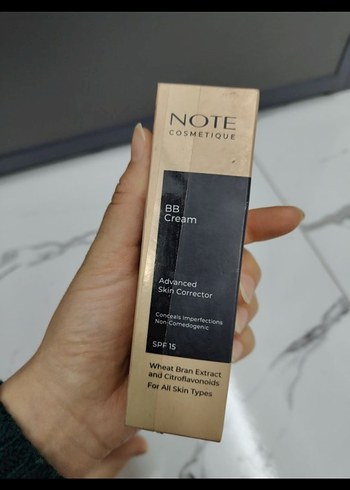 NOTE
COSMETIQUE
BB
Cream
Advanced
Skin Corrector
Conceals Imperfections
Non-Comedogenic
SPF 15
Wheat Bran Extract
and Citroflavonoids
For All Skin Types